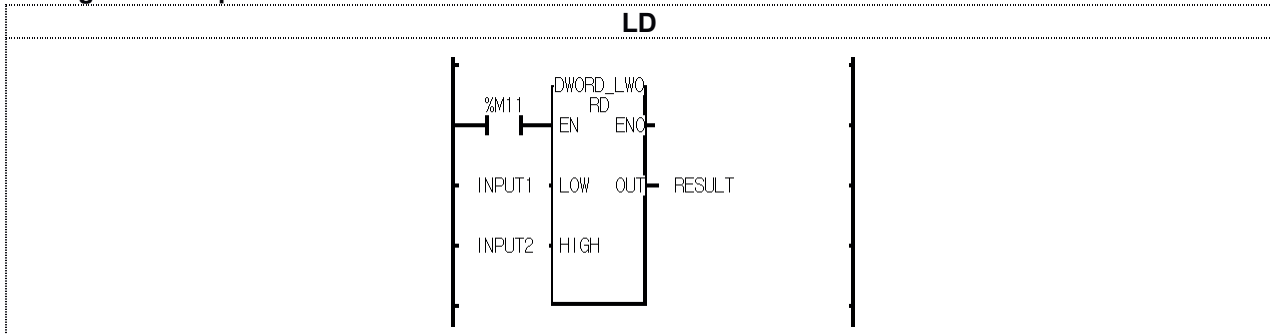 LD
DWORD_LWO
RD
%M11
EN ENO
INPUT1 LOW OUT RESULT
INPUT2 HIGH